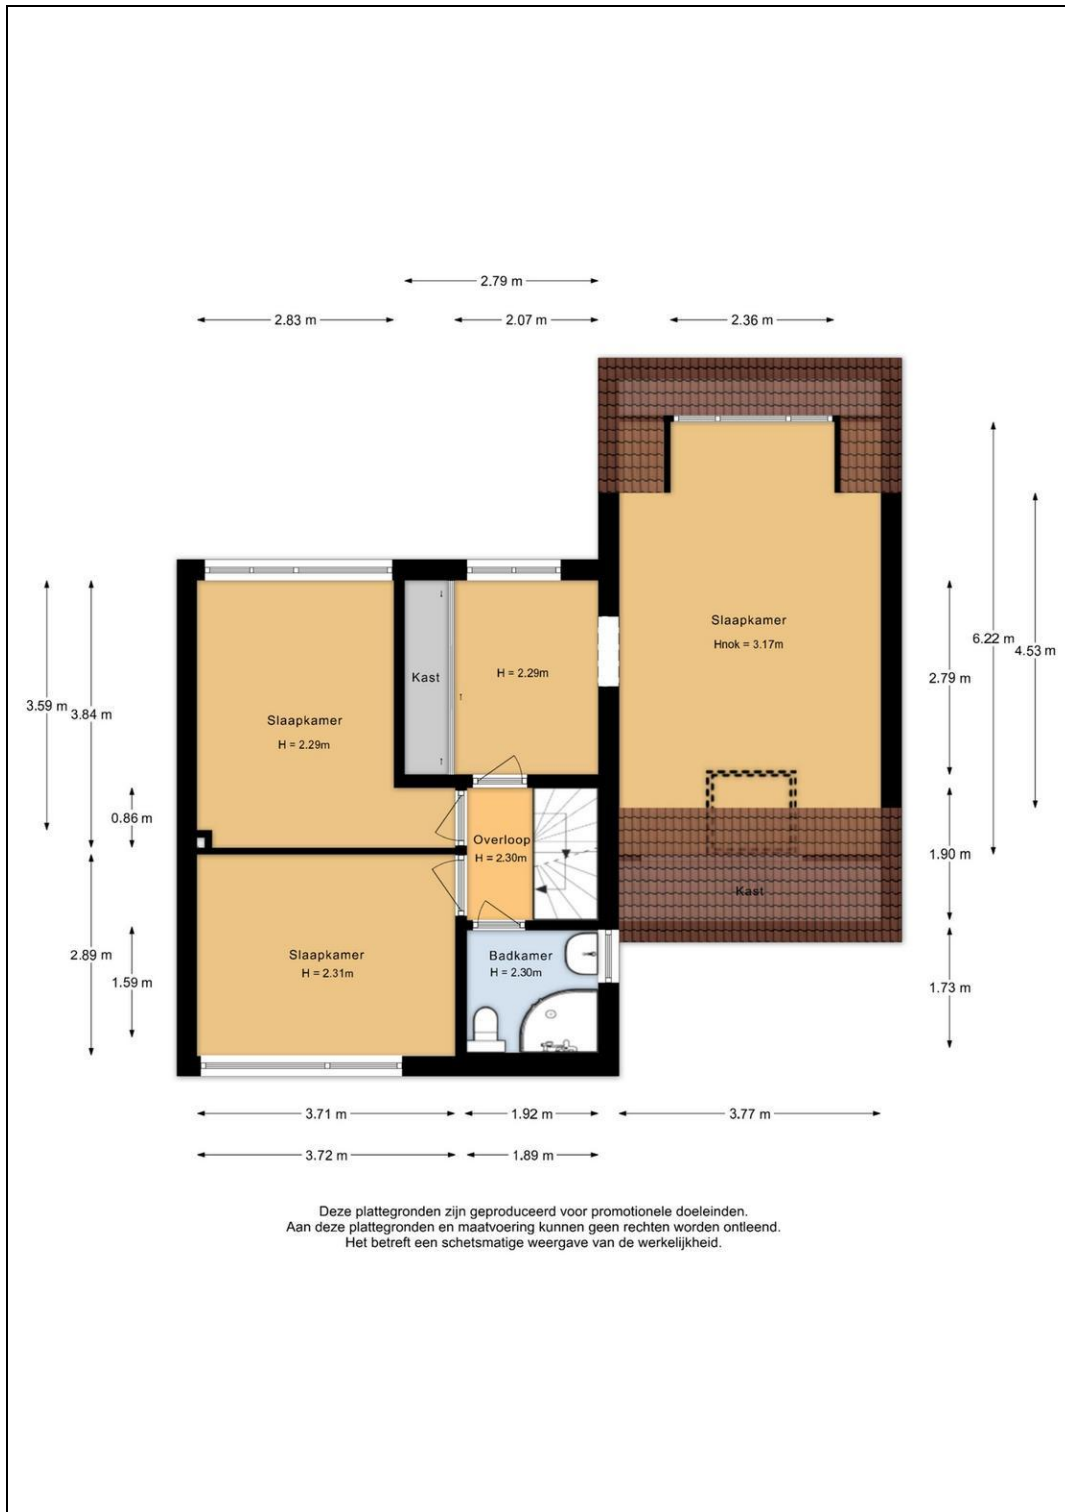 2.79 m
2.83 m
2.07 m
2.36 m
Slaapkamer
Hnok = 3.17m
6.22 m
4.53 m
H = 2.29m
Kast
2.79 m
3.59 m
3.84 m
Slaapkamer
H = 2.29m
0.86 m
Overloop
H = 2.30m
1.90 m
Kast
2.89 m
Slaapkamer
H = 2.31m
Badkamer
H = 2.30m
1.59 m
1.73 m
3.71 m
1.92 m
3.77 m
3.72 m
1.89 m
Deze plattegronden zijn geproduceerd voor promotionele doeleinden.
Aan deze plattegronden en maatvoering kunnen geen rechten worden ontleend.
Het betreft een schetsmatige weergave van de werkelijkheid.